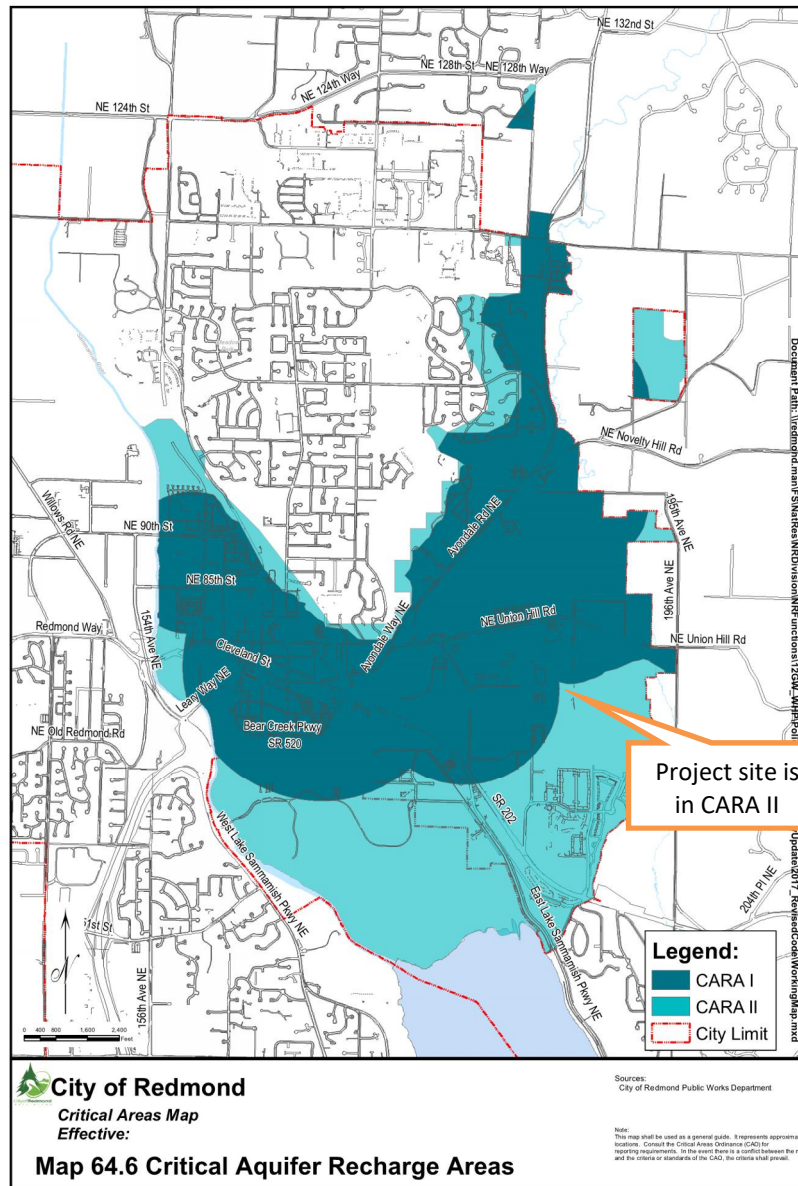 NE 132nd St
NE 128th St
NE 128th Way
NE 124th Way
NE 124th St
NE Novelty Hill Rd
Avondale Rd NE
195th Ave NE
196th Ave NE
Willows Rd NE
NE 90th St
NE 85th St
154th Ave NE
Redmond Way
Cleveland St
Avondale Way NE
NE Union Hill Rd
NE Union Hill Rd
Leary Way NE
NE Old Redmond Rd
Bear Creek Pkwy
SR 520
Project site is
in CARA II
SR 202
West Lake Sammamish Pkwy NE
East Lake Sammamish Pkwy NE
204th Pl NE
51st St
156th Ave NE
N
0 400 800 1,600 2,400
Feet
Legend:
CARA I
CARA II
City Limit
City of Redmond
Critical Areas Map
Effective:
Map 64.6 Critical Aquifer Recharge Areas
Sources:
City of Redmond Public Works Department
Note:
This map shall be used as a general guide. It represents approxima
locations. Consult the Critical Areas Ordinance (CAO) for
reporting requirements. In the event there is a conflict between the
and the criteria or standards of the CAO, the criteria shall prevail.